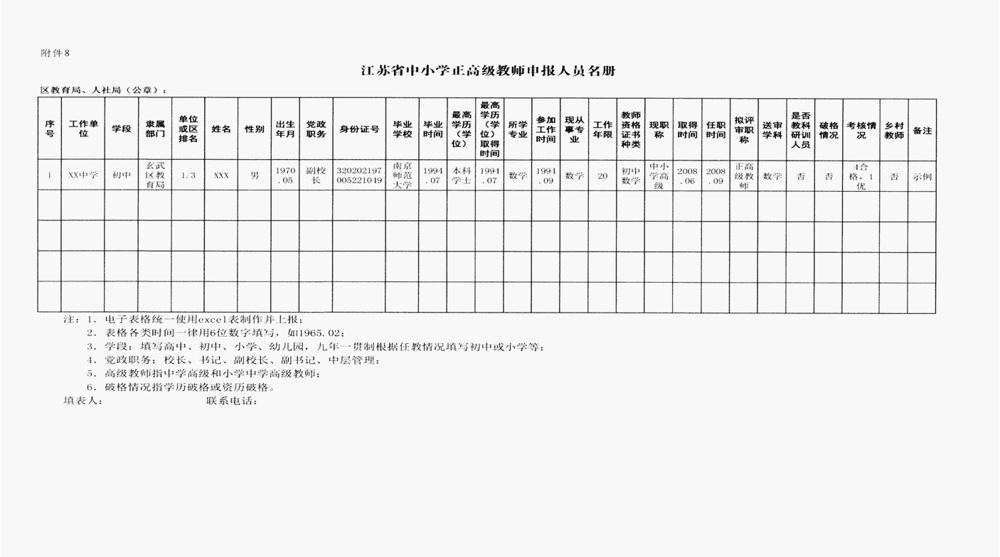 附件8
江苏省中小学正高级教师申报人员名册
区教育局、人社局（公章）：
序号 工作单位 学段 隶属部门 单位或区排名 姓名 性别 出生年月 党政职务 身份证号 毕业学校 毕业时间 最高学历（学位） 最高学历（学位）取得时间 所学专业 参加工作时间 现从事专业 工作年限 教师资格证书种类 现职称 取得时间 任职时间 拟评审职称 送审学科 是否教科研训人员 破格情况 考核情况 乡村教师 备注
1 XX中学 初中 玄武区教育局 1/3 XXX 男 1970.05 副校长 320202197005221049 南京师范大学 1994.07 本科学士 1994.07 数学 1994.09 数学 20 初中数学 中小学高级 2008.06 2008.09 正高级教师 数学 否 否 4合格，1优 否 示例
注：1. 电子表格统一使用excel表制作并上报；
2. 表格各类时间一律用6位数字填写，如1965.02；
3. 学段：填写高中、初中、小学、幼儿园，九年一贯制根据任教情况填写初中或小学等；
4. 党政职务：校长、书记、副校长、副书记、中层管理；
5. 高级教师指中学高级和小学中学高级教师；
6. 破格情况指学历破格或资历破格。
填表人： 联系电话：